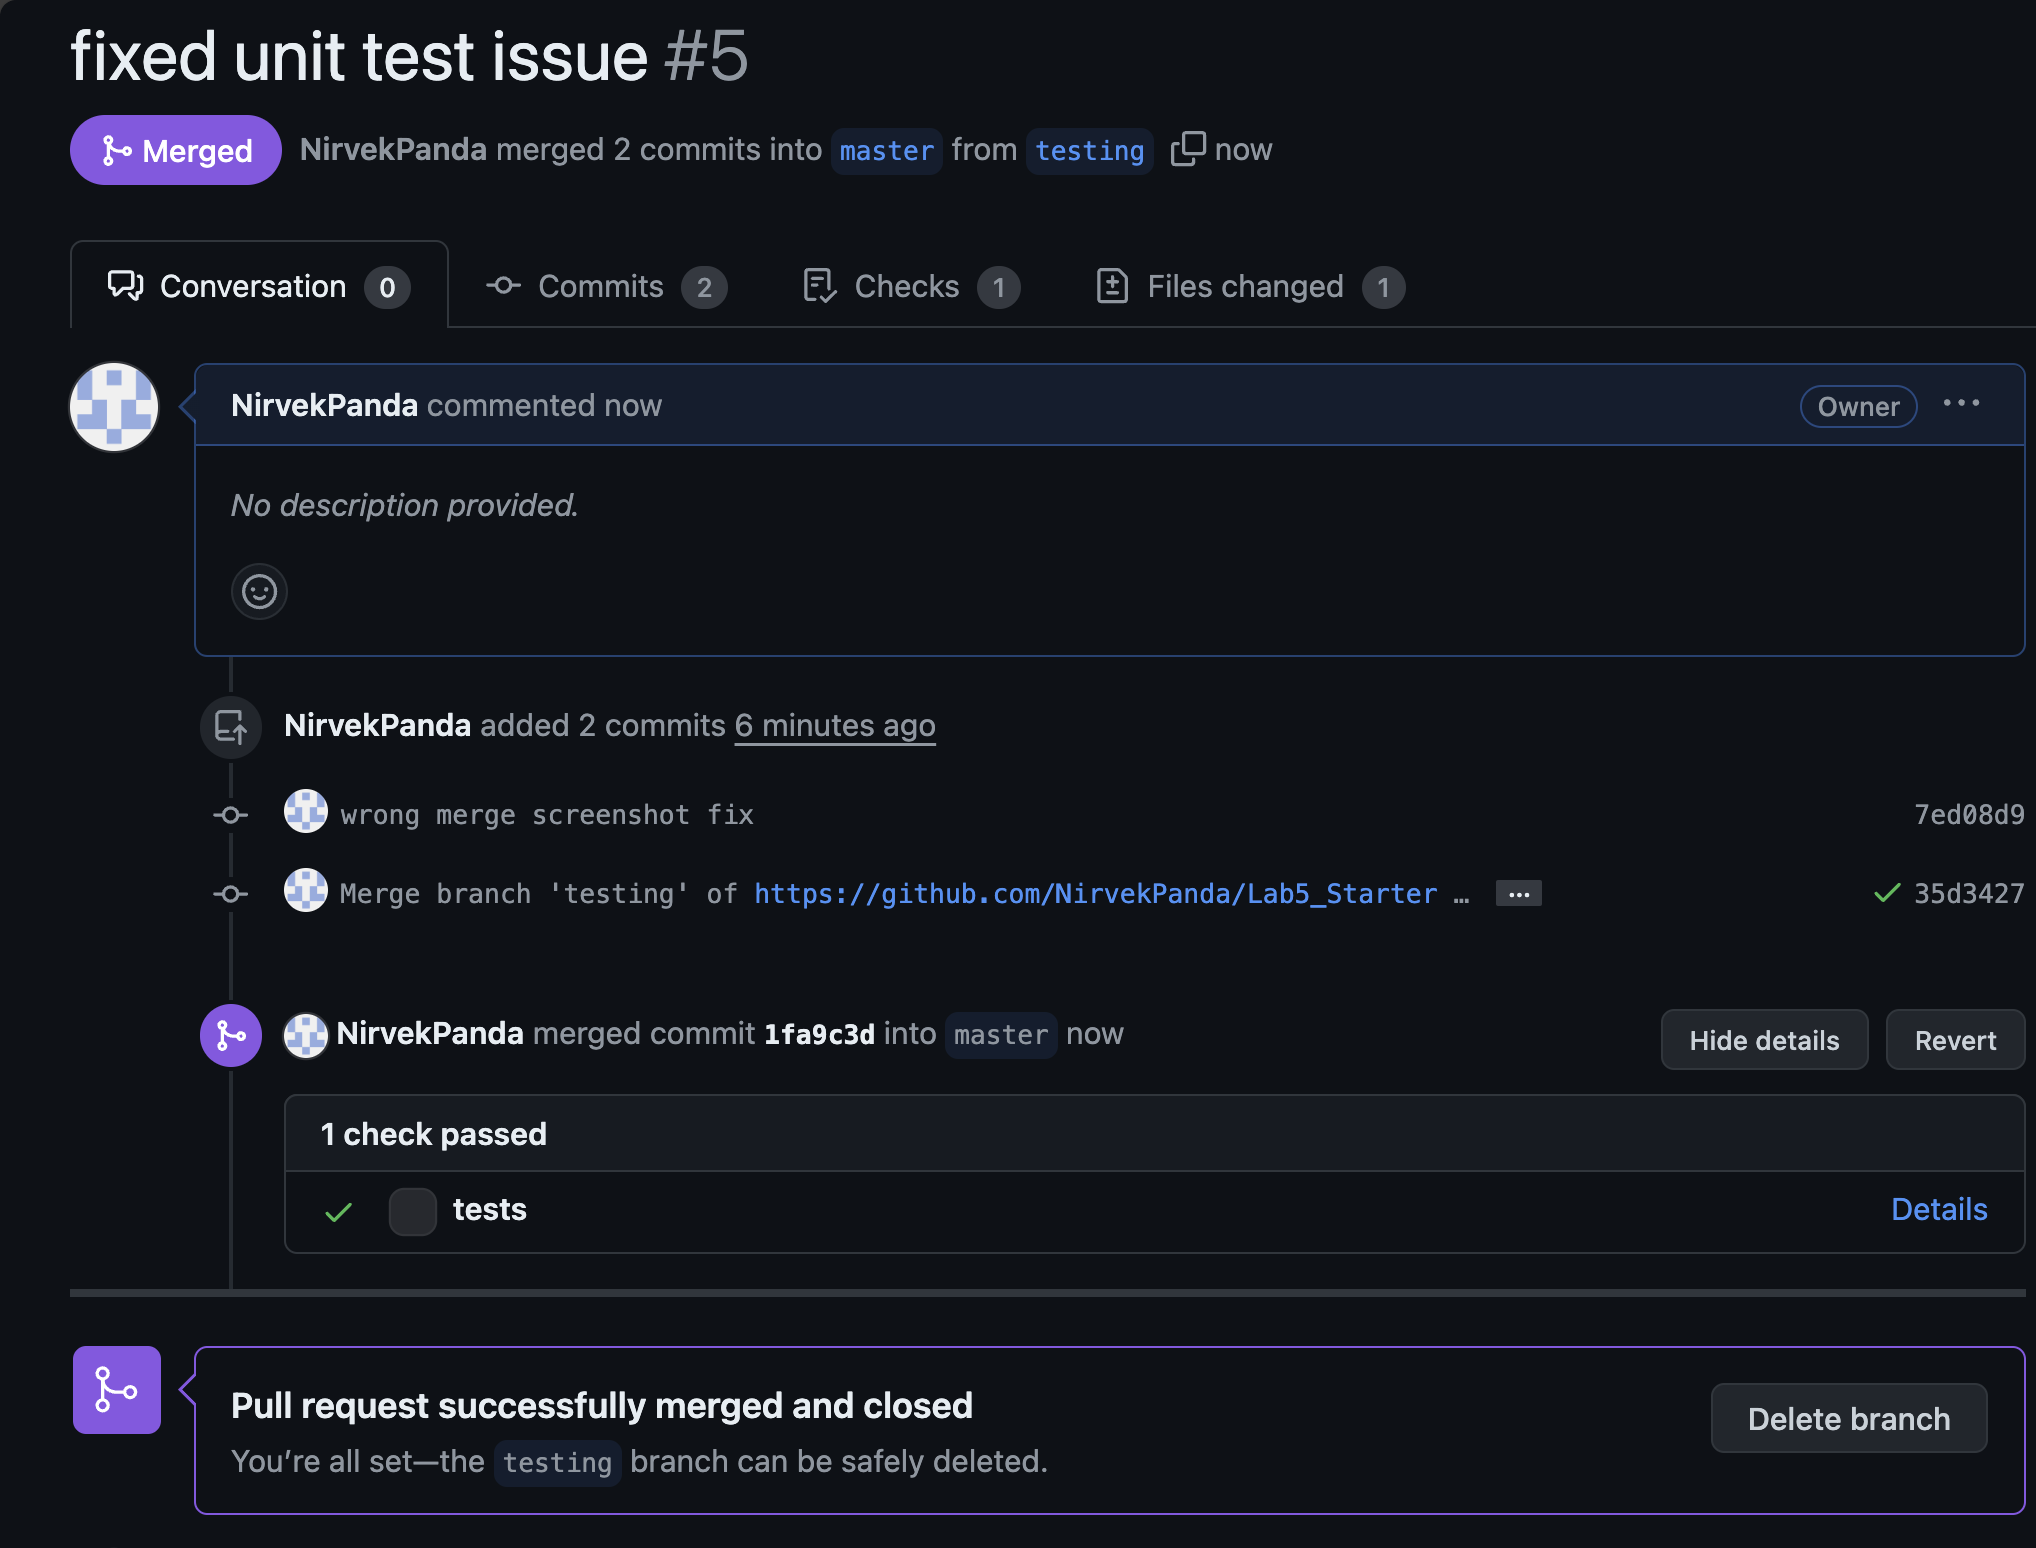 fixed unit test issue #5
Merged NirvekPanda merged 2 commits into master from testing now
Conversation 0 Commits 2 Checks 1 Files changed 1
NirvekPanda commented now Owner ...
No description provided.
NirvekPanda added 2 commits 6 minutes ago
wrong merge screenshot fix 7ed08d9
Merge branch 'testing' of https://github.com/NirvekPanda/Lab5_Starter … ... 35d3427
NirvekPanda merged commit 1fa9c3d into master now Hide details Revert
1 check passed
tests Details
Pull request successfully merged and closed
You’re all set—the testing branch can be safely deleted. Delete branch